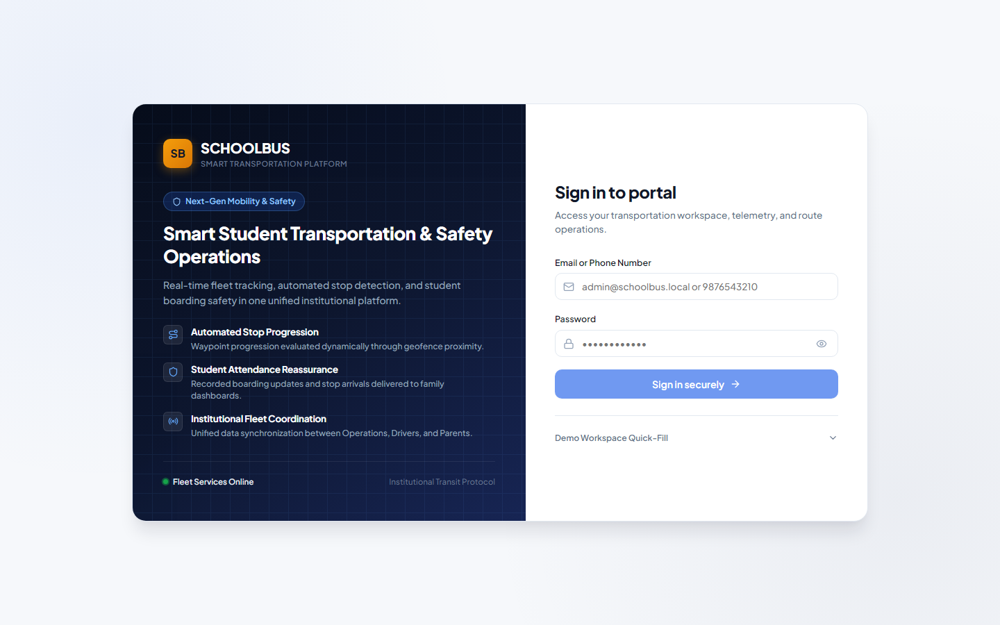 SB
SCHOOLBUS
SMART TRANSPORTATION PLATFORM
Next-Gen Mobility & Safety
Smart Student Transportation & Safety
Operations
Real-time fleet tracking, automated stop detection, and student
boarding safety in one unified institutional platform.
Automated Stop Progression
Waypoint progression evaluated dynamically through geofence proximity.
Student Attendance Reassurance
Recorded boarding updates and stop arrivals delivered to family
dashboards.
Institutional Fleet Coordination
Unified data synchronization between Operations, Drivers, and Parents.
Fleet Services Online
Institutional Transit Protocol
Sign in to portal
Access your transportation workspace, telemetry, and route
operations.
Email or Phone Number
admin@schoolbus.local or 9876543210
Password
••••••••••••
Sign in securely
Demo Workspace Quick-Fill